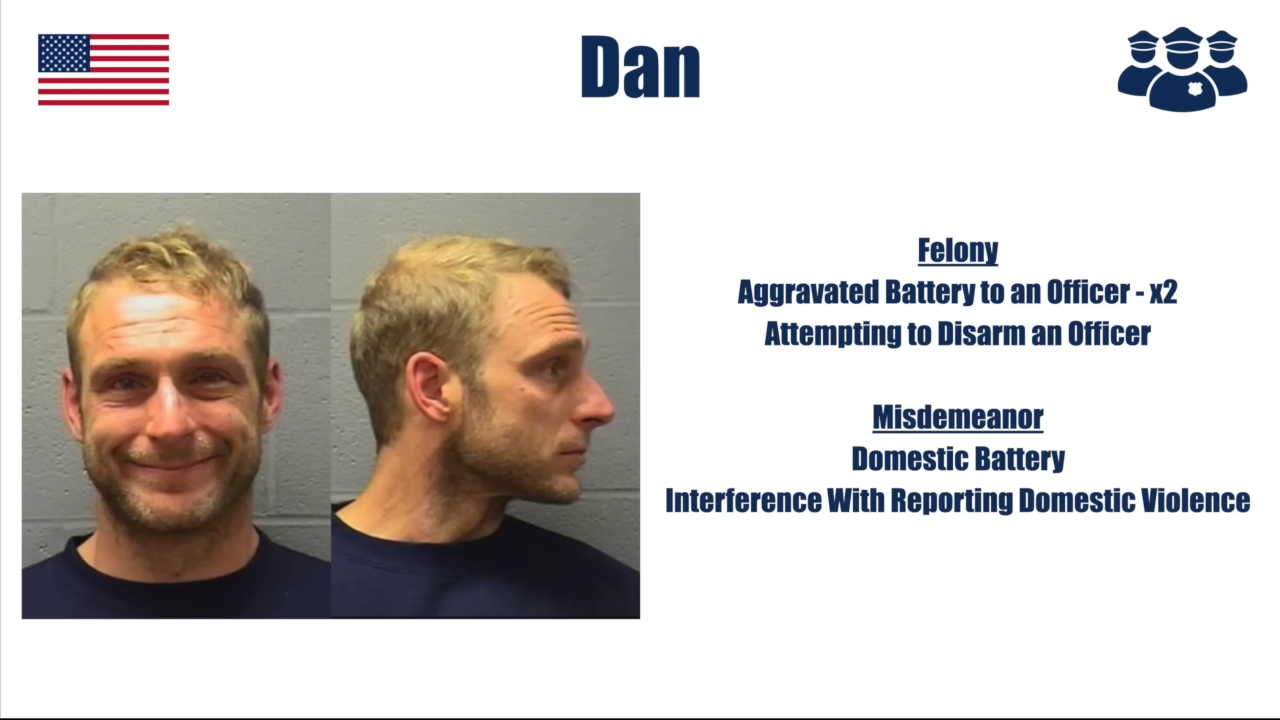 Dan
Felony
Aggravated Battery to an Officer - x2
Attempting to Disarm an Officer
Misdemeanor
Domestic Battery
Interference With Reporting Domestic Violence